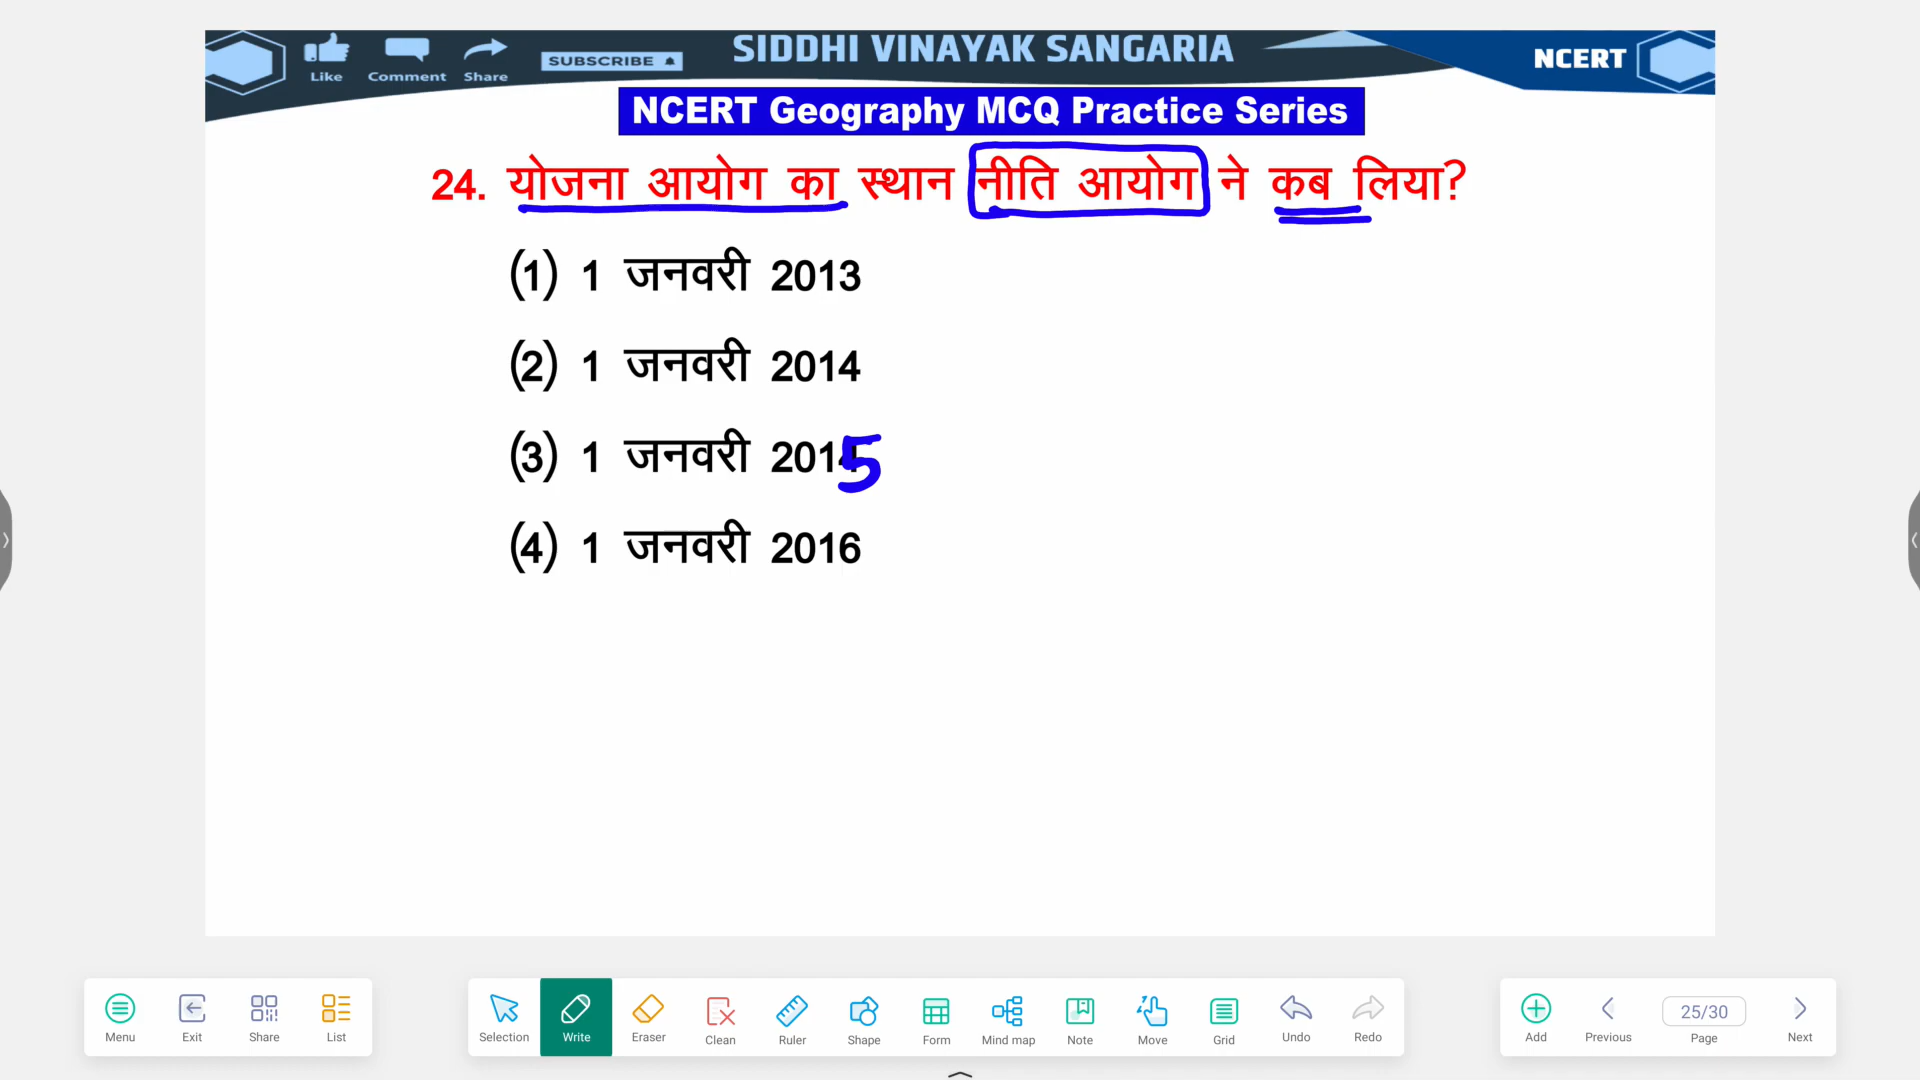 Like Comment Share SUBSCRIBE SIDDHI VINAYAK SANGARIA NCERT
NCERT Geography MCQ Practice Series
24. योजना आयोग का स्थान नीति आयोग ने कब लिया?
(1) 1 जनवरी 2013
(2) 1 जनवरी 2014
(3) 1 जनवरी 2015
(4) 1 जनवरी 2016
Menu Exit Share List Selection Write Eraser Clean Ruler Shape Form Mind map Note Move Grid Undo Redo Add Previous 25/30 Page Next